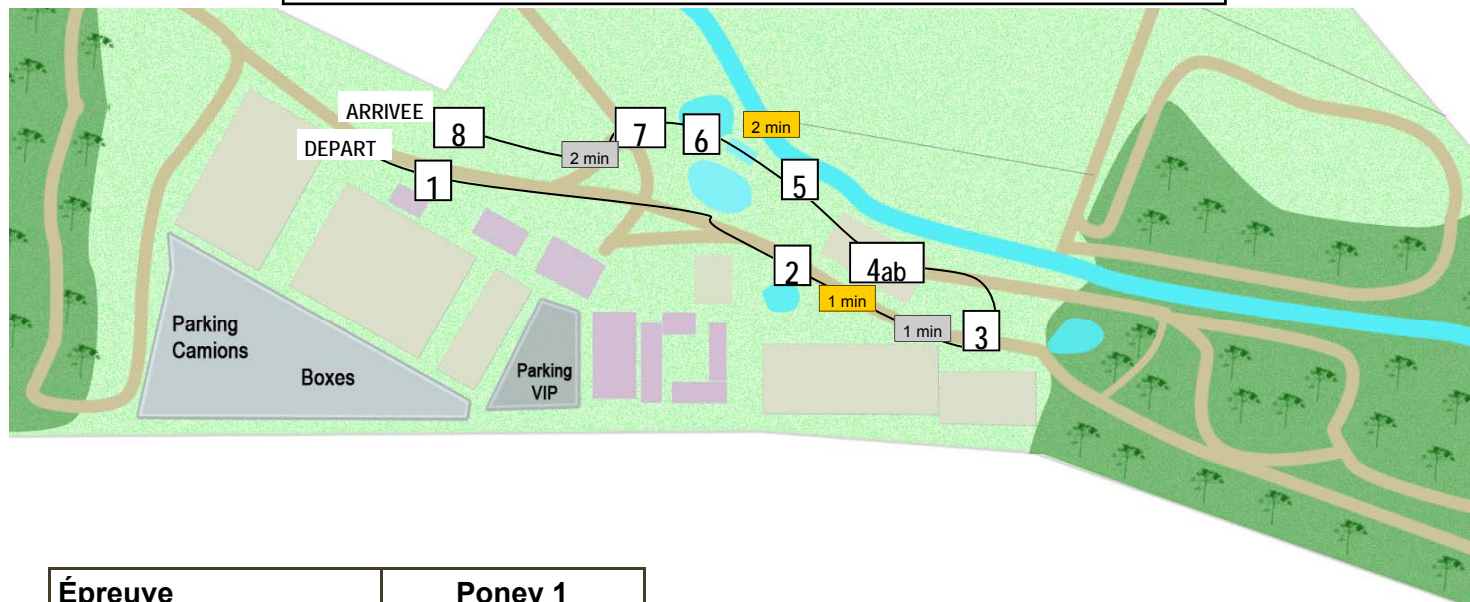 ARRIVEE
8
7
6
2 min
DEPART
2 min
1
5
2
4ab
1 min
1 min
3
Parking
Camions
Boxes
Parking
VIP
Épreuve
Poney 1